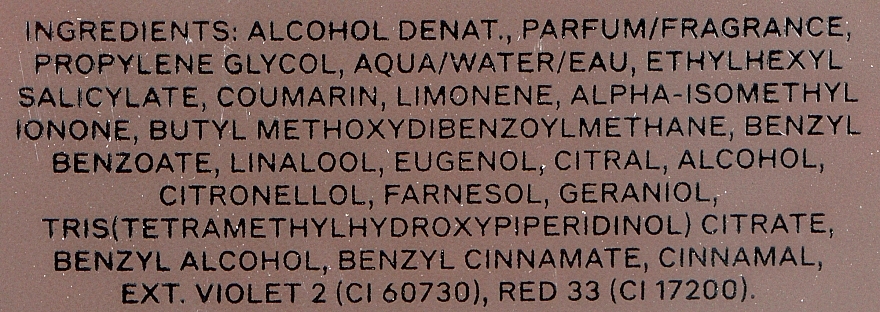 INGREDIENTS: ALCOHOL DENAT., PARFUM/FRAGRANCE,
PROPYLENE GLYCOL, AQUA/WATER/EAU, ETHYLHEXYL
SALICYLATE, COUMARIN, LIMONENE, ALPHA-ISOMETHYL
IONONE, BUTYL METHOXYDIBENZOYLMETHANE, BENZYL
BENZOATE, LINALOOL, EUGENOL, CITRAL, ALCOHOL,
CITRONELLOL, FARNESOL, GERANIOL,
TRIS(TETRAMETHYLHYDROXYPIPERIDINOL) CITRATE,
BENZYL ALCOHOL, BENZYL CINNAMATE, CINNAMAL,
EXT. VIOLET 2 (CI 60730), RED 33 (CI 17200).